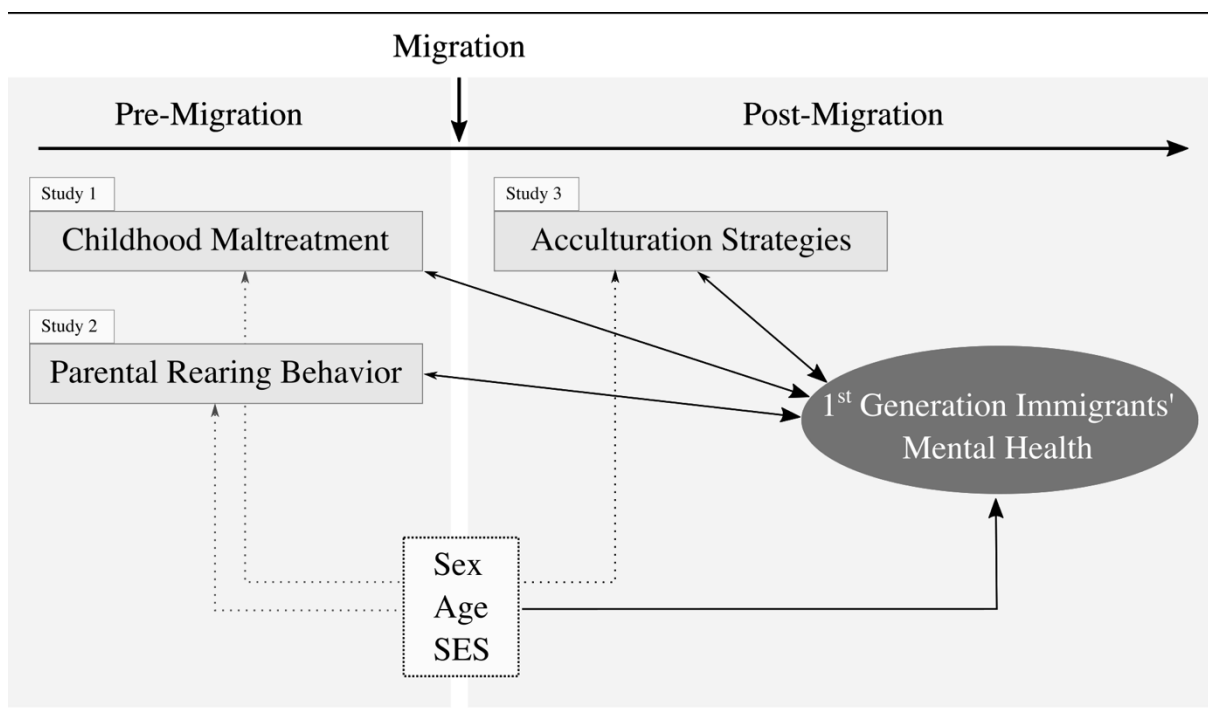 Migration
Pre-Migration
Post-Migration
Study 1
Childhood Maltreatment
Study 3
Acculturation Strategies
Study 2
Parental Rearing Behavior
1st Generation Immigrants'
Mental Health
Sex
Age
SES